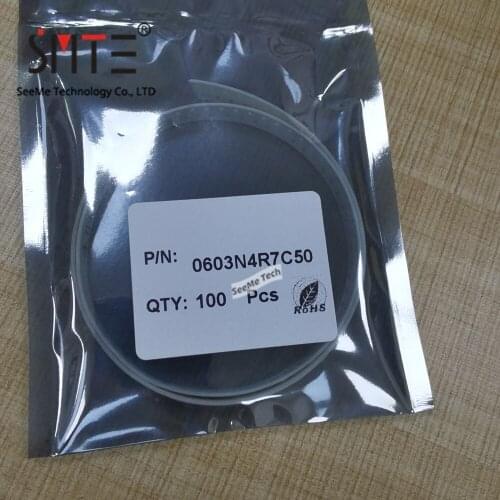 SMTE ®
SeeMe Technology Co., LTD
P/N: 0603N4R7C50
SeeMe Tech
QTY: 100 Pcs
RoHS